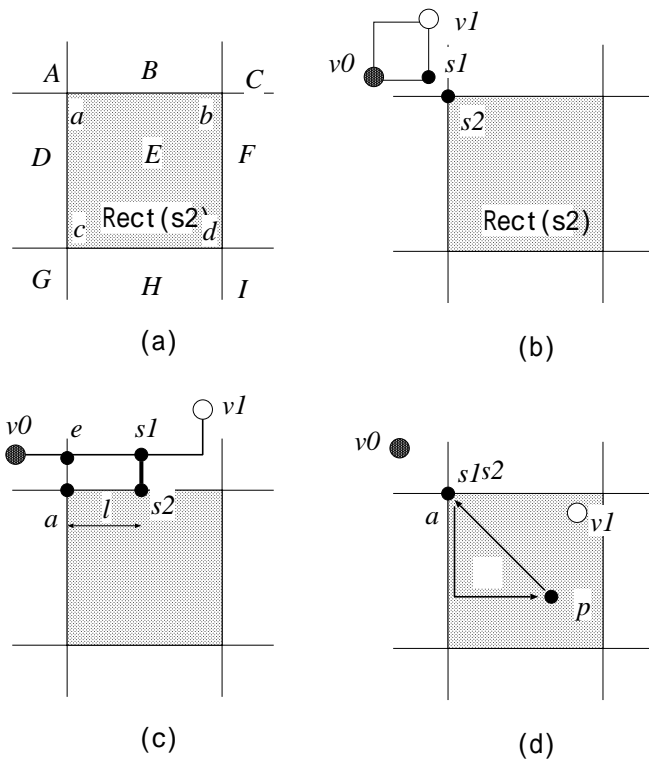 A B C
a b
D E F
c Rect(s2) d
G H I
(a)
v1
v0 s1
s2
Rect(s2)
(b)
v0 e s1 v1
a l s2
(c)
v0
s1s2
a
v1
p
(d)